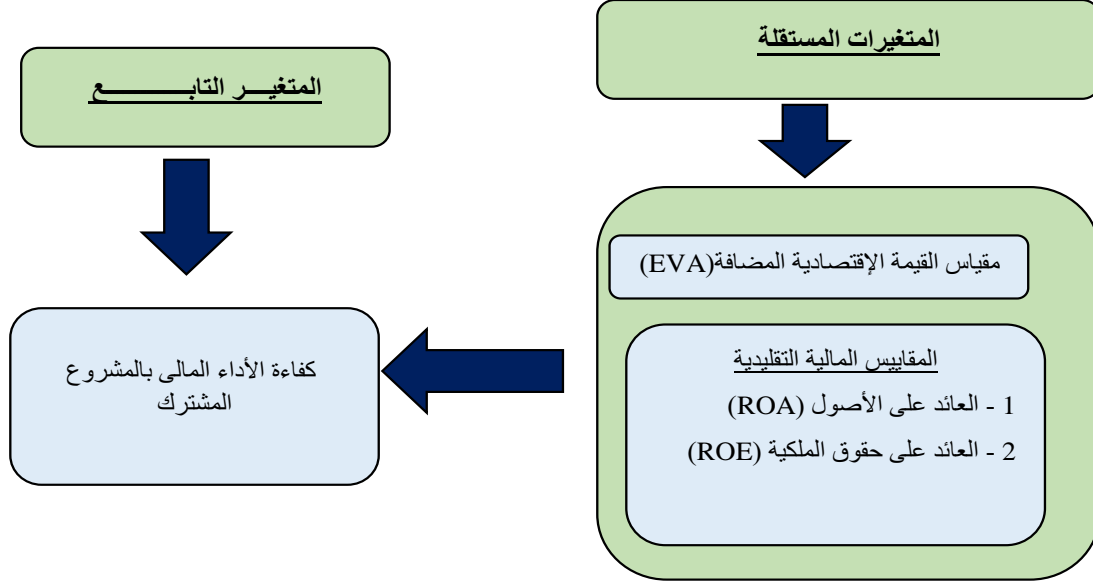 المتغيرات المستقلة
مقياس القيمة الإقتصادية المضافة(EVA)
المقاييس المالية التقليدية
1 - العائد على الأصول (ROA)
2 - العائد على حقوق الملكية (ROE)
المتغيـــر التابـــــــــــع
كفاءة الأداء المالى بالمشروع
المشترك